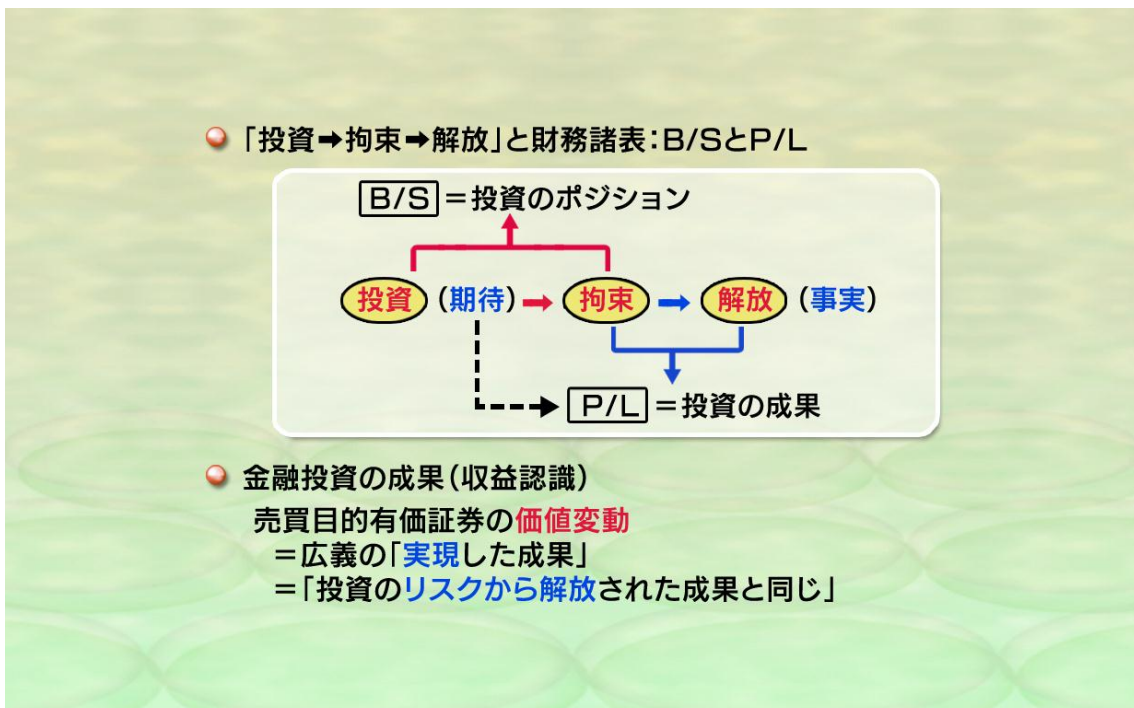 「投資➡拘束➡解放」と財務諸表：B/SとP/L
B/S＝投資のポジション
投資（期待）➡拘束➡解放（事実）
P/L＝投資の成果
金融投資の成果（収益認識）
売買目的有価証券の価値変動
＝広義の「実現した成果」
＝「投資のリスクから解放された成果と同じ」